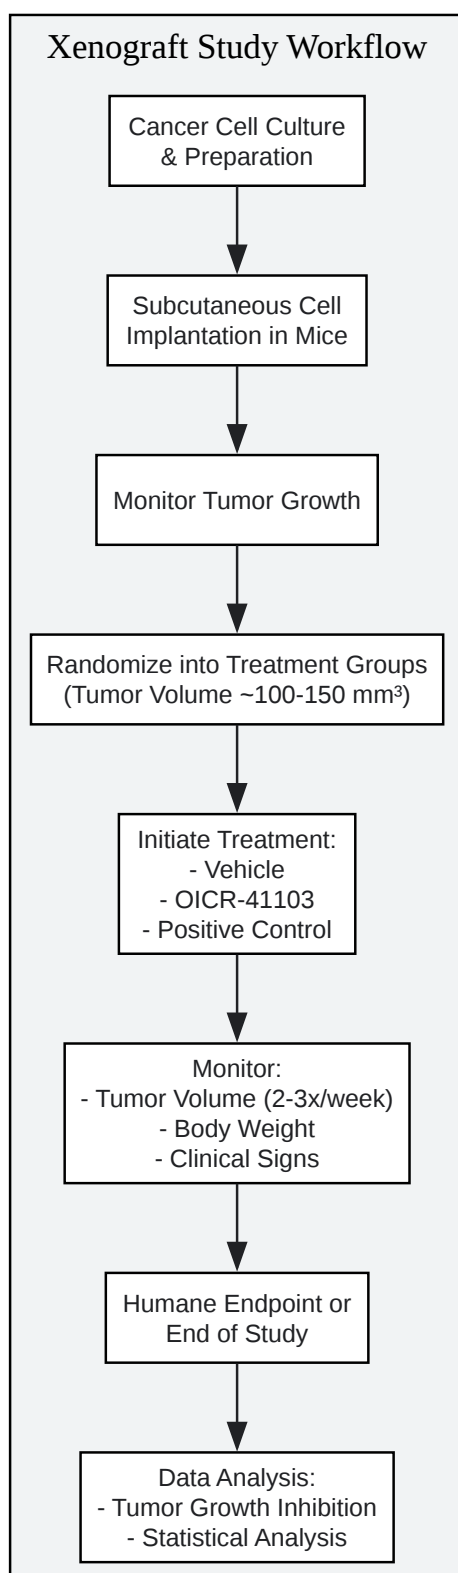 Xenograft Study Workflow
Cancer Cell Culture
& Preparation
Subcutaneous Cell
Implantation in Mice
Monitor Tumor Growth
Randomize into Treatment Groups
(Tumor Volume ~100-150 mm³)
Initiate Treatment:
- Vehicle
- OICR-41103
- Positive Control
Monitor:
- Tumor Volume (2-3x/week)
- Body Weight
- Clinical Signs
Humane Endpoint or
End of Study
Data Analysis:
- Tumor Growth Inhibition
- Statistical Analysis